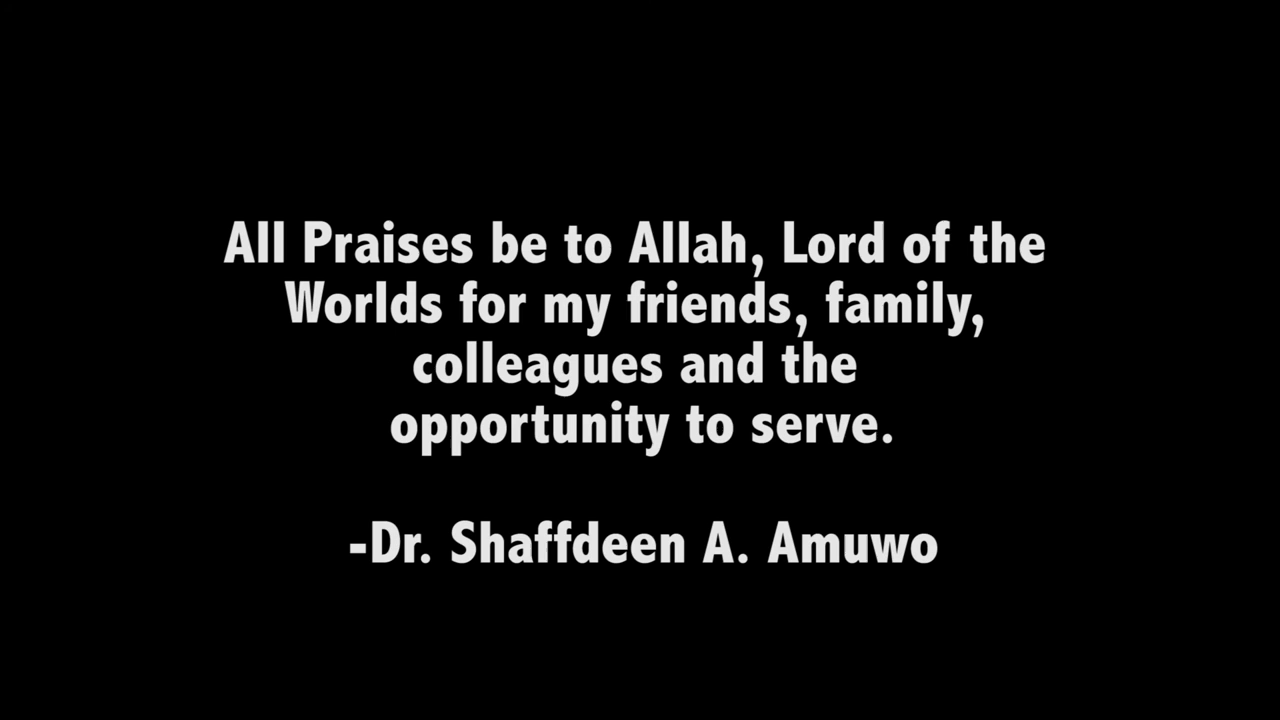 All Praises be to Allah, Lord of the
Worlds for my friends, family,
colleagues and the
opportunity to serve.
-Dr. Shaffdeen A. Amuwo